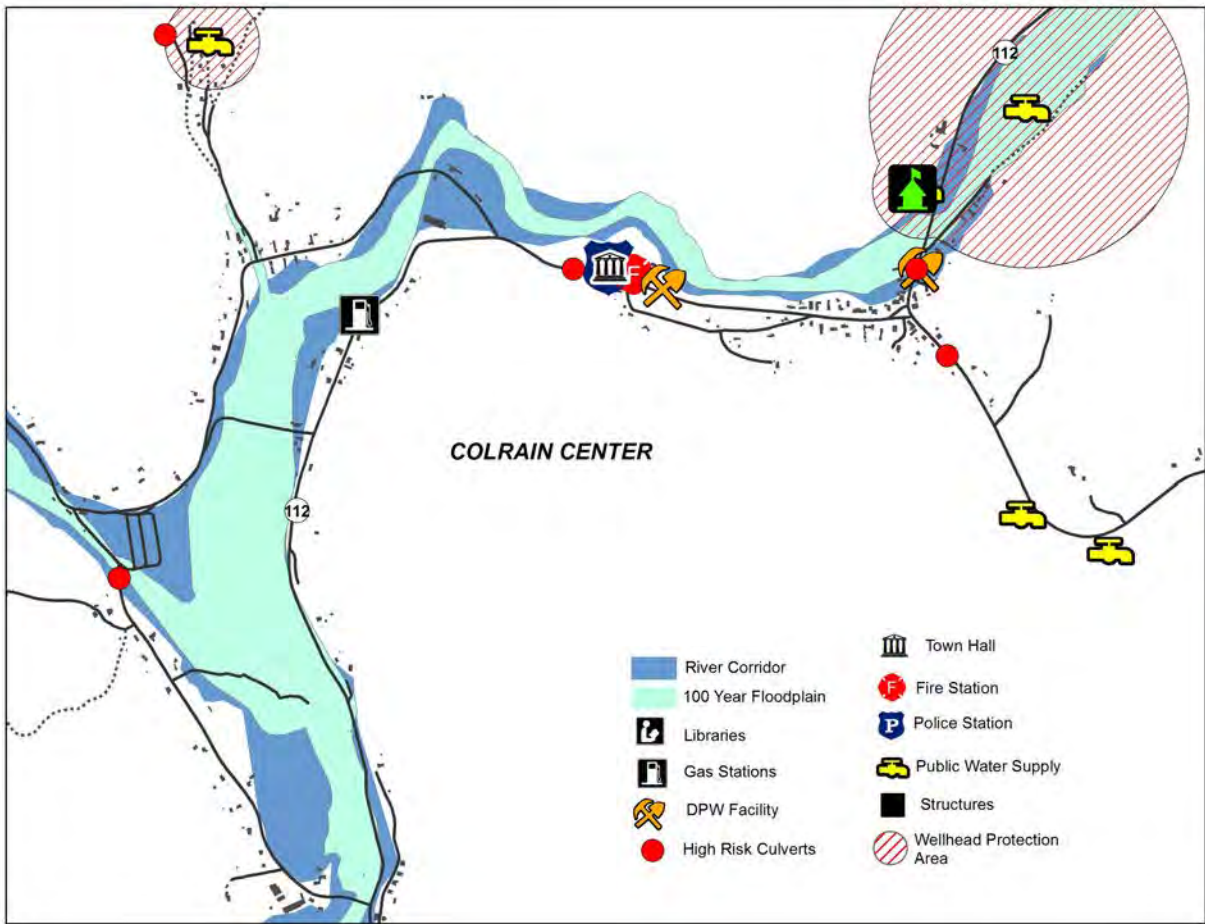 112
F
COLRAIN CENTER
112
River Corridor
100 Year Floodplain
Libraries
Gas Stations
DPW Facility
High Risk Culverts
Town Hall
F
Fire Station
P
Police Station
Public Water Supply
Structures
Wellhead Protection
Area